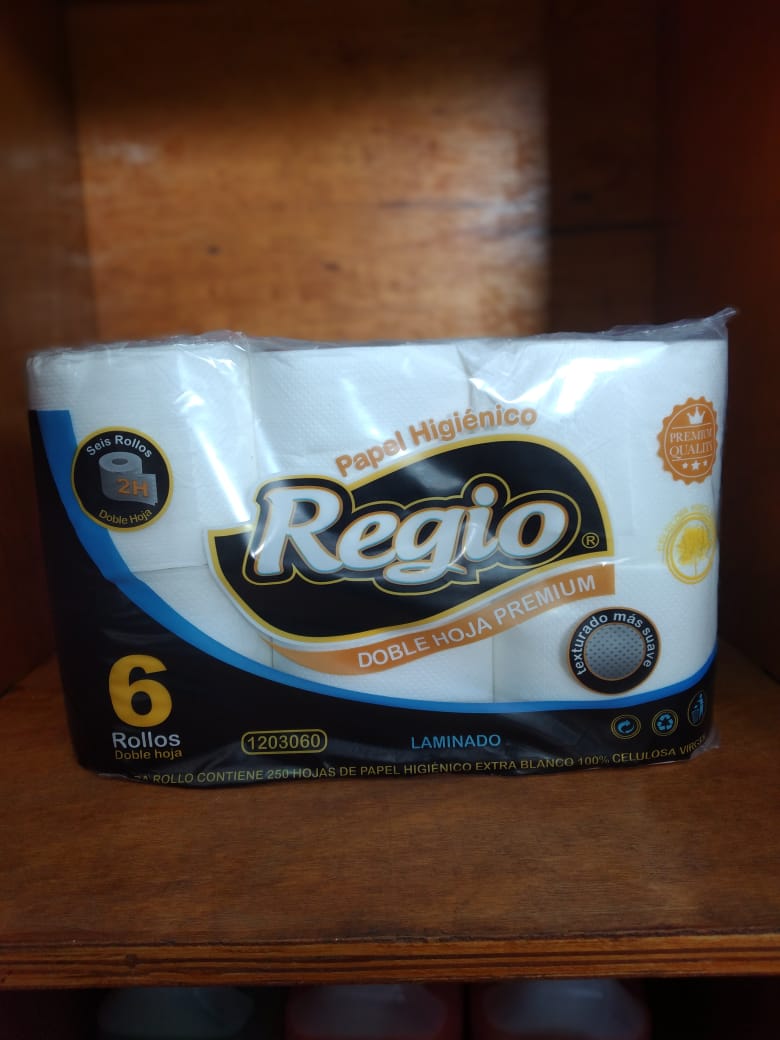 Papel Higiénico
Regio®
DOBLE HOJA PREMIUM
Seis Rollos
2H
Doble Hoja
PREMIUM
QUALITY
texturado más suave
6
Rollos
Doble hoja
1203060
LAMINADO
ROLLO CONTIENE 250 HOJAS DE PAPEL HIGIÉNICO EXTRA BLANCO 100% CELULOSA